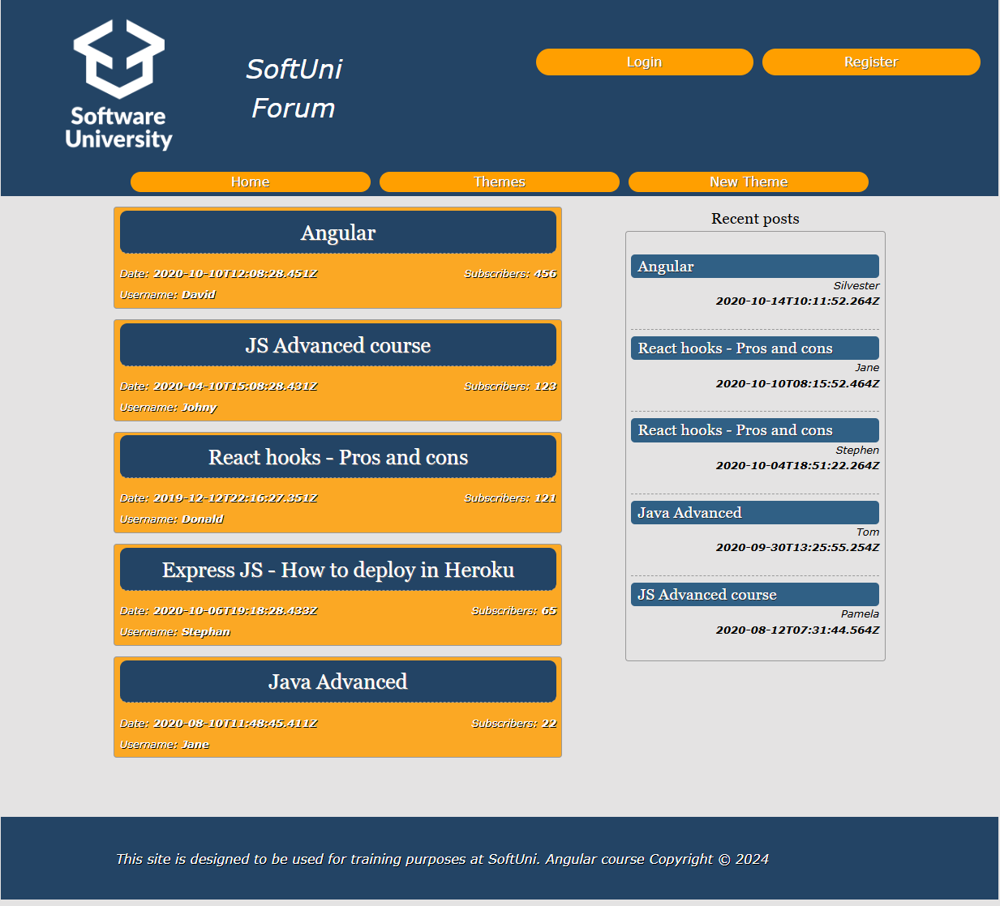 Software
University
SoftUni
Forum
Login
Register
Home
Themes
New Theme
Angular
Date: 2020-10-10T12:08:28.451Z
Subscribers: 456
Username: David
JS Advanced course
Date: 2020-04-10T15:08:28.431Z
Subscribers: 123
Username: Johny
React hooks - Pros and cons
Date: 2019-12-12T22:16:27.351Z
Subscribers: 121
Username: Donald
Express JS - How to deploy in Heroku
Date: 2020-10-06T19:18:28.433Z
Subscribers: 65
Username: Stephan
Java Advanced
Date: 2020-08-10T11:48:45.411Z
Subscribers: 22
Username: Jane
Recent posts
Angular
Silvester
2020-10-14T10:11:52.264Z
React hooks - Pros and cons
Jane
2020-10-10T08:15:52.464Z
React hooks - Pros and cons
Stephen
2020-10-04T18:51:22.264Z
Java Advanced
Tom
2020-09-30T13:25:55.254Z
JS Advanced course
Pamela
2020-08-12T07:31:44.564Z
This site is designed to be used for training purposes at SoftUni. Angular course Copyright © 2024